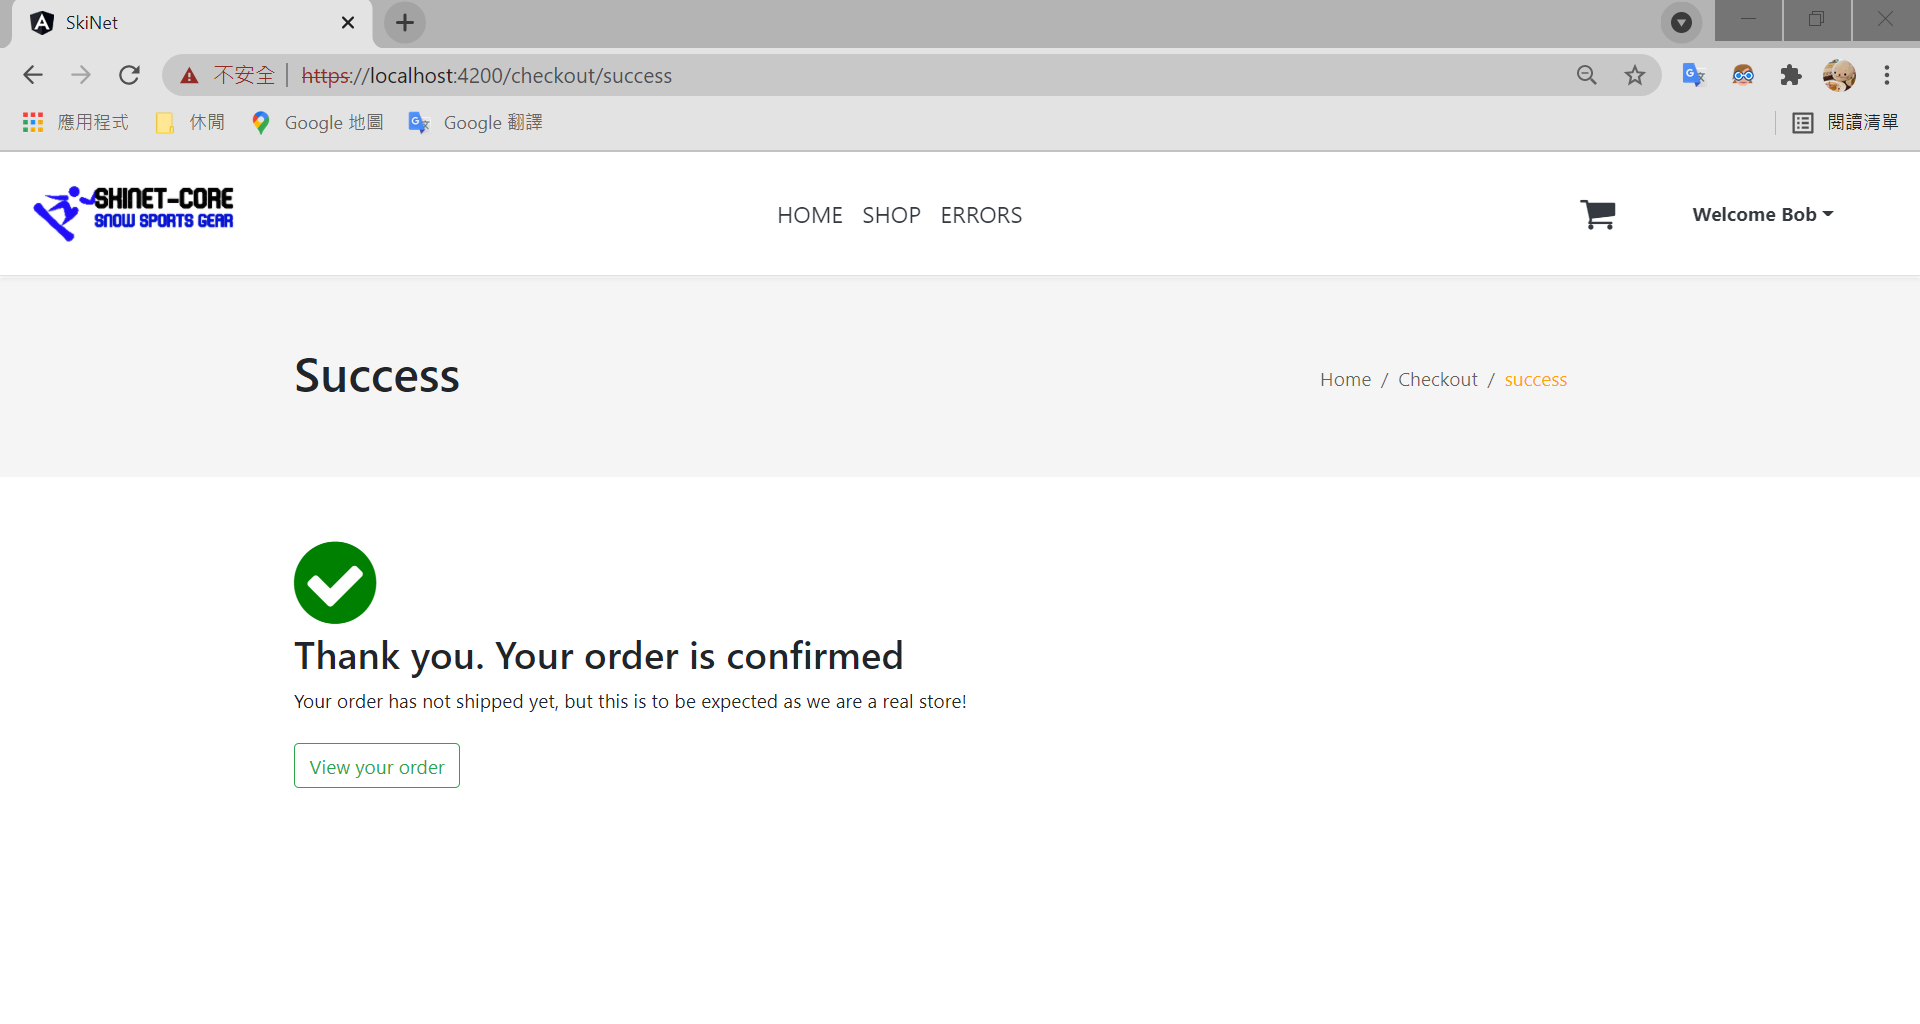 SkiNet
不安全 https://localhost:4200/checkout/success
應用程式 休閒 Google 地圖 Google 翻譯 閱讀清單
SKINET-CORE
SNOW SPORTS GEAR
HOME SHOP ERRORS
Welcome Bob
Success
Home / Checkout / success
Thank you. Your order is confirmed
Your order has not shipped yet, but this is to be expected as we are a real store!
View your order